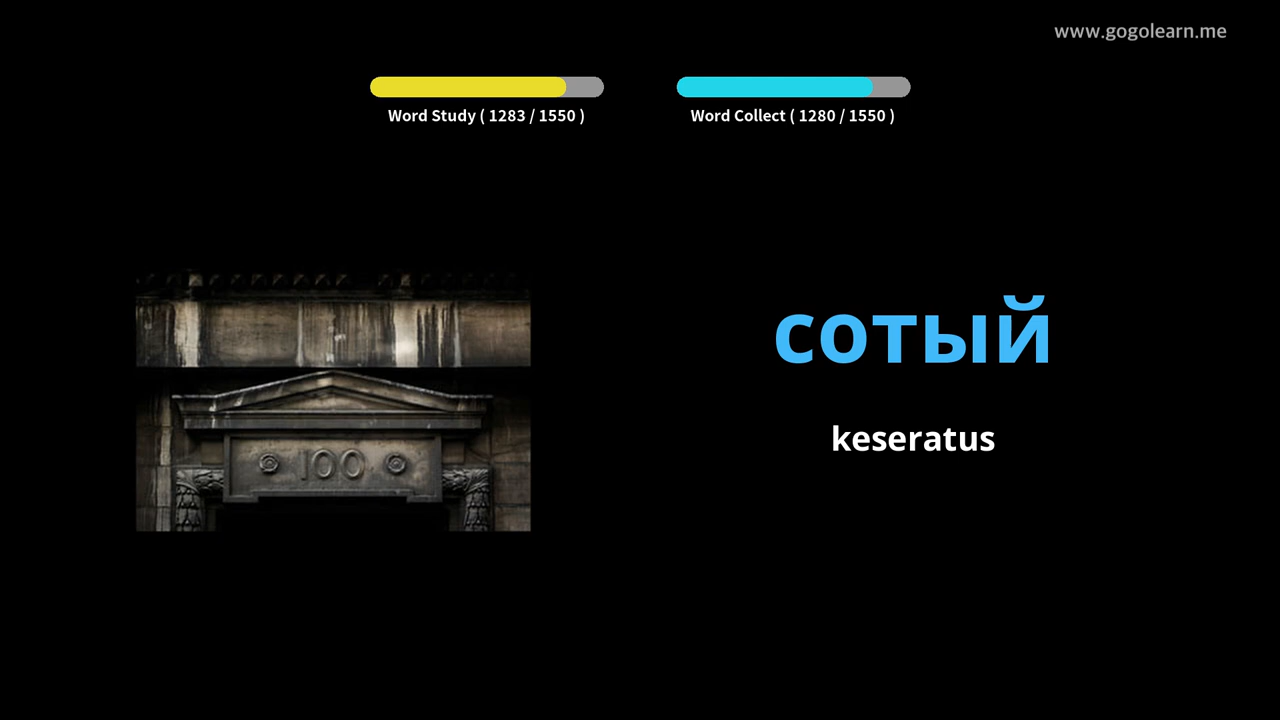 www.gogolearn.me
Word Study ( 1283 / 1550 )
Word Collect ( 1280 / 1550 )
сотый
keseratus
100